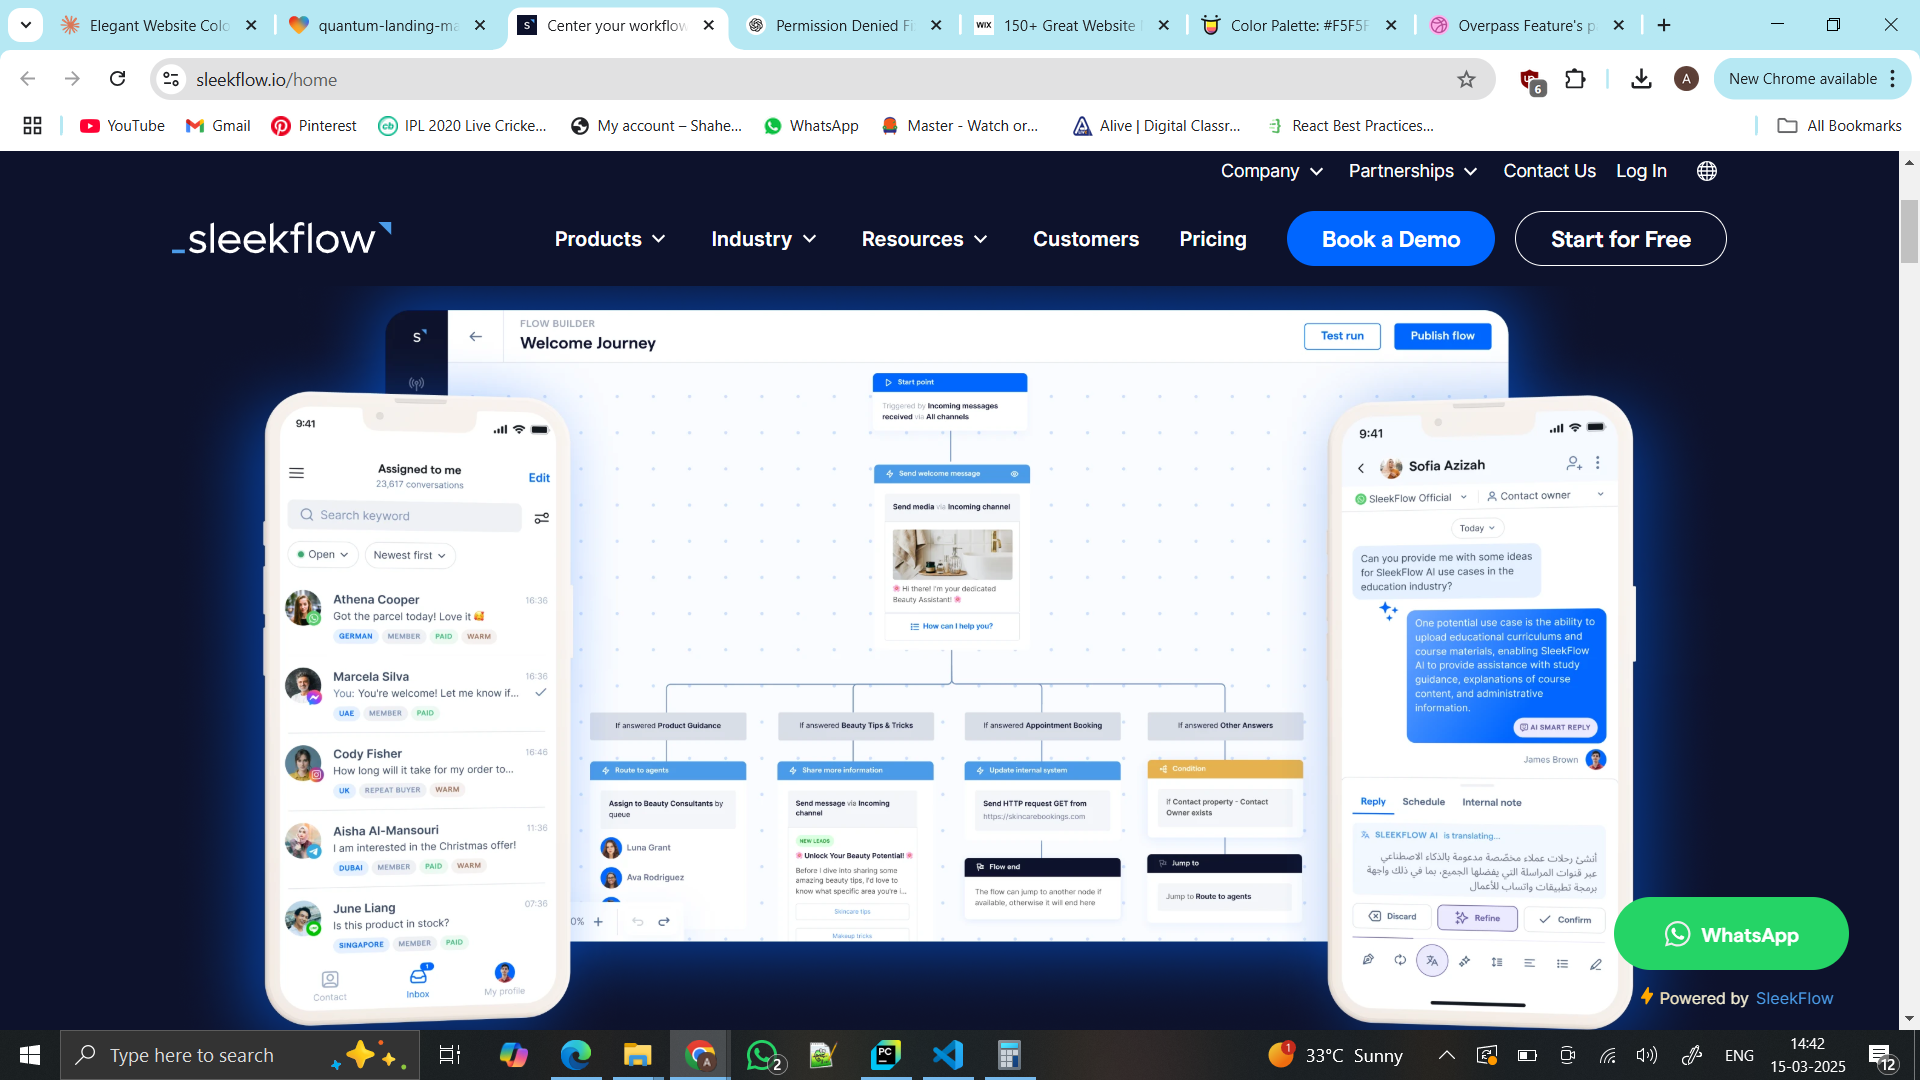 Elegant Website Colo
quantum-landing-ma
Center your workflow
Permission Denied Fi
WIX
150+ Great Website
Color Palette: #F5F5F
Overpass Feature's p
sleekflow.io/home
6
A
New Chrome available
YouTube
Gmail
Pinterest
IPL 2020 Live Cricke...
My account – Shahe...
WhatsApp
Master - Watch or...
Alive | Digital Classr...
React Best Practices...
All Bookmarks
Company
Partnerships
Contact Us
Log In
sleekflow
Products
Industry
Resources
Customers
Pricing
Book a Demo
Start for Free
FLOW BUILDER
Welcome Journey
Test run
Publish flow
Start point
Triggered by Incoming messages
received via All channels
Send welcome message
Send media via Incoming channel
Hi there! I'm your dedicated
Beauty Assistant!
How can I help you?
If answered Product Guidance
If answered Beauty Tips & Tricks
If answered Appointment Booking
If answered Other Answers
Route to agents
Assign to Beauty Consultants by
queue
Luna Grant
Ava Rodriguez
Share more information
Send message via Incoming
channel
NEW LEADS
Unlock Your Beauty Potential!
Before I dive into sharing some
amazing beauty tips, I'd love to
know what specific area you're i...
Skincare tips
Makeup tricks
Update internal system
Send HTTP request GET from
https://skincarebookings.com
Flow end
The flow can jump to another node if
available, otherwise it will end here
Condition
If Contact property - Contact
Owner exists
Jump to
Jump to Route to agents
0%
9:41
Assigned to me
23,617 conversations
Edit
Search keyword
Open
Newest first
Athena Cooper
16:36
Got the parcel today! Love it
GERMAN MEMBER PAID WARM
Marcela Silva
16:36
You: You're welcome! Let me know if...
UAE MEMBER PAID
Cody Fisher
16:46
How long will it take for my order to...
UK REPEAT BUYER WARM
Aisha Al-Mansouri
11:36
I am interested in the Christmas offer!
DUBAI MEMBER PAID WARM
June Liang
07:36
Is this product in stock?
SINGAPORE MEMBER PAID
Contact
Inbox
My profile
9:41
Sofia Azizah
SleekFlow Official
Contact owner
Today
Can you provide me with some ideas
for SleekFlow AI use cases in the
education industry?
One potential use case is the ability to
upload educational curriculums and
course materials, enabling SleekFlow
AI to provide assistance with study
guidance, explanations of course
content, and administrative
information.
AI SMART REPLY
James Brown
Reply
Schedule
Internal note
SLEEKFLOW AI is translating...
أنشئ رحلات عملاء مخصّصة مدعومة بالذكاء الاصطناعي
عبر قنوات المراسلة التي يفضلها الجميع، بما في ذلك واجهة
برمجة تطبيقات واتساب للأعمال
Discard
Refine
Confirm
WhatsApp
Powered by SleekFlow
Type here to search
2
PC
A
1
33°C Sunny
ENG
14:42
15-03-2025
12